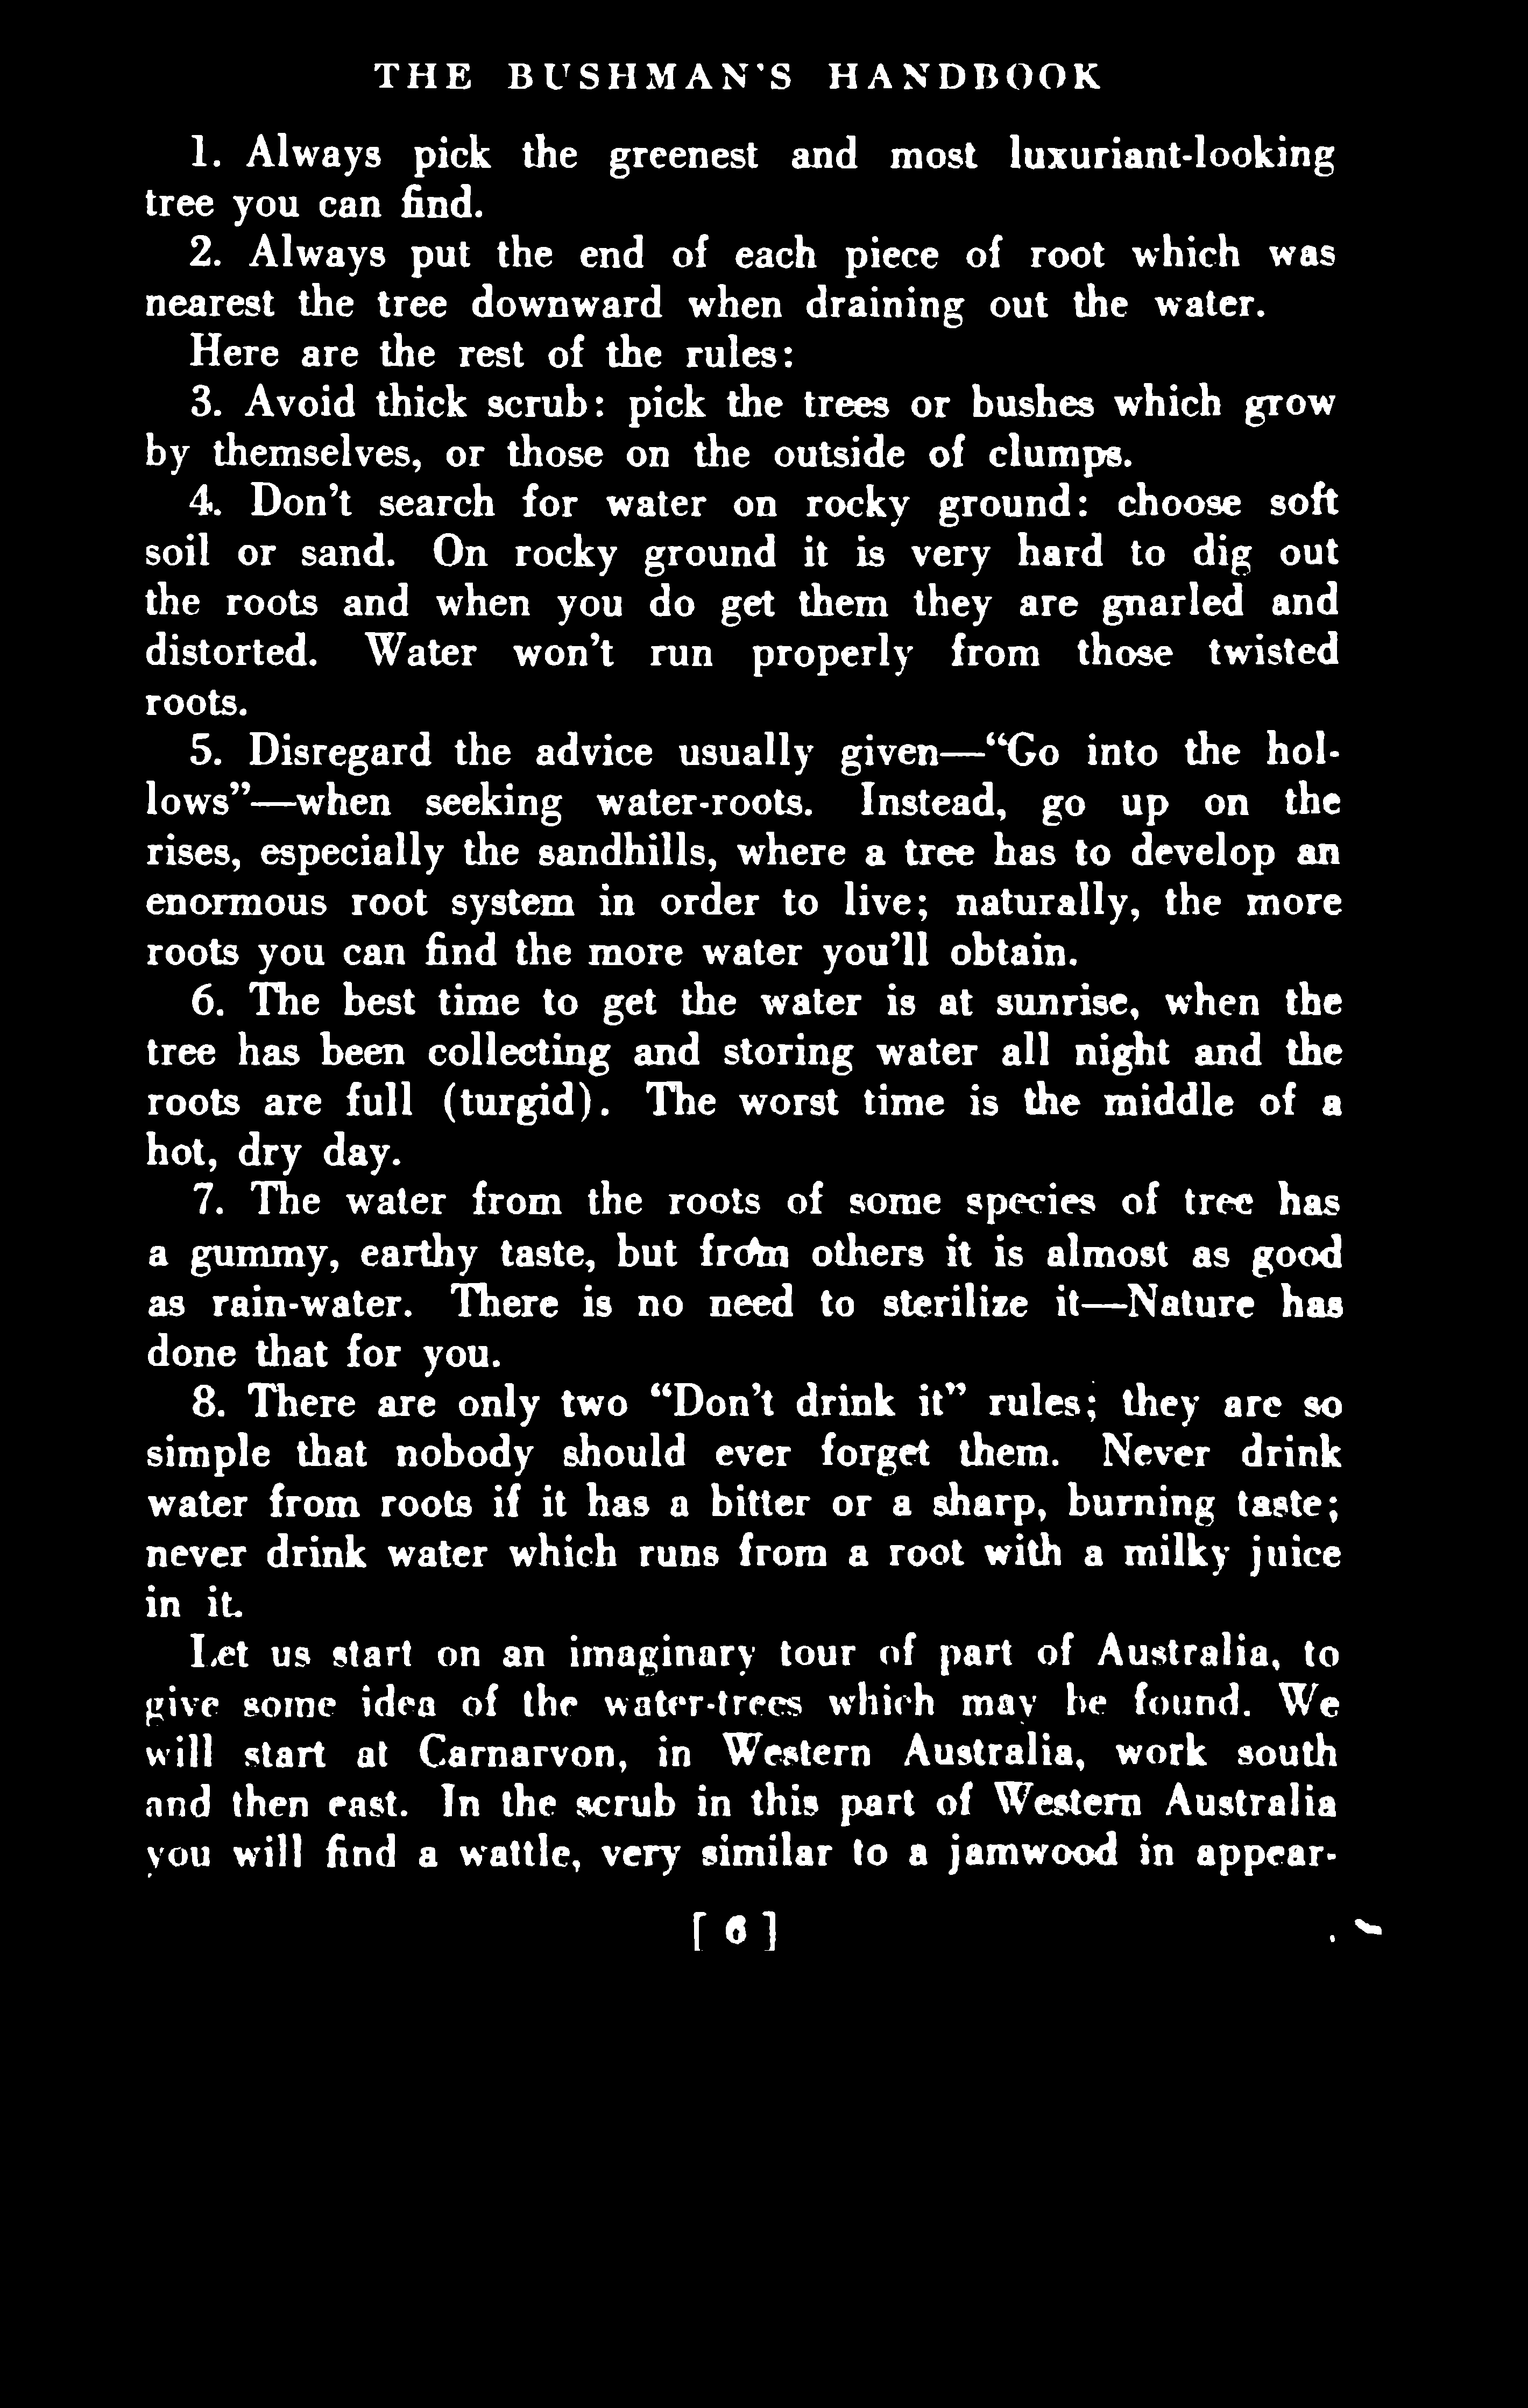 THE BUSHMAN'S HANDBOOK
1. Always pick the greenest and most luxuriant-looking
tree you can find.
2. Always put the end of each piece of root which was
nearest the tree downward when draining out the water.
Here are the rest of the rules:
3. Avoid thick scrub: pick the trees or bushes which grow
by themselves, or those on the outside of clumps.
4. Don't search for water on rocky ground: choose soft
soil or sand. On rocky ground it is very hard to dig out
the roots and when you do get them they are gnarled and
distorted. Water won't run properly from those twisted
roots.
5. Disregard the advice usually given—“Go into the hol-
lows”—when seeking water-roots. Instead, go up on the
rises, especially the sandhills, where a tree has to develop an
enormous root system in order to live; naturally, the more
roots you can find the more water you'll obtain.
6. The best time to get the water is at sunrise, when the
tree has been collecting and storing water all night and the
roots are full (turgid). The worst time is the middle of a
hot, dry day.
7. The water from the roots of some species of tree has
a gummy, earthy taste, but from others it is almost as good
as rain-water. There is no need to sterilize it—Nature has
done that for you.
8. There are only two “Don't drink it” rules; they are so
simple that nobody should ever forget them. Never drink
water from roots if it has a bitter or a sharp, burning taste;
never drink water which runs from a root with a milky juice
in it.
Let us start on an imaginary tour of part of Australia, to
give some idea of the water-trees which may be found. We
will start at Carnarvon, in Western Australia, work south
and then east. In the scrub in this part of Western Australia
you will find a wattle, very similar to a jamwood in appear-
[ 6 ]